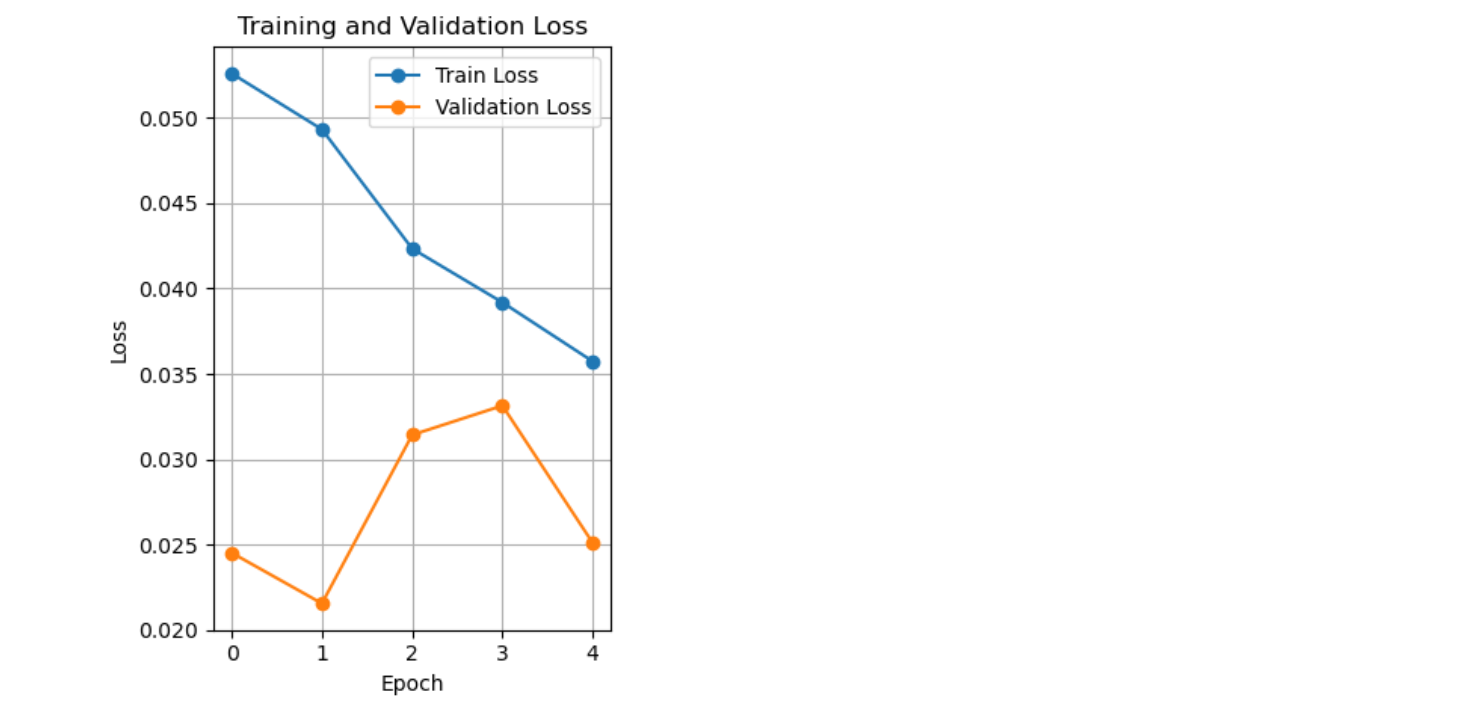 Training and Validation Loss
Train Loss
Validation Loss
0.050
0.045
0.040
0.035
0.030
0.025
0.020
Loss
0 1 2 3 4
Epoch